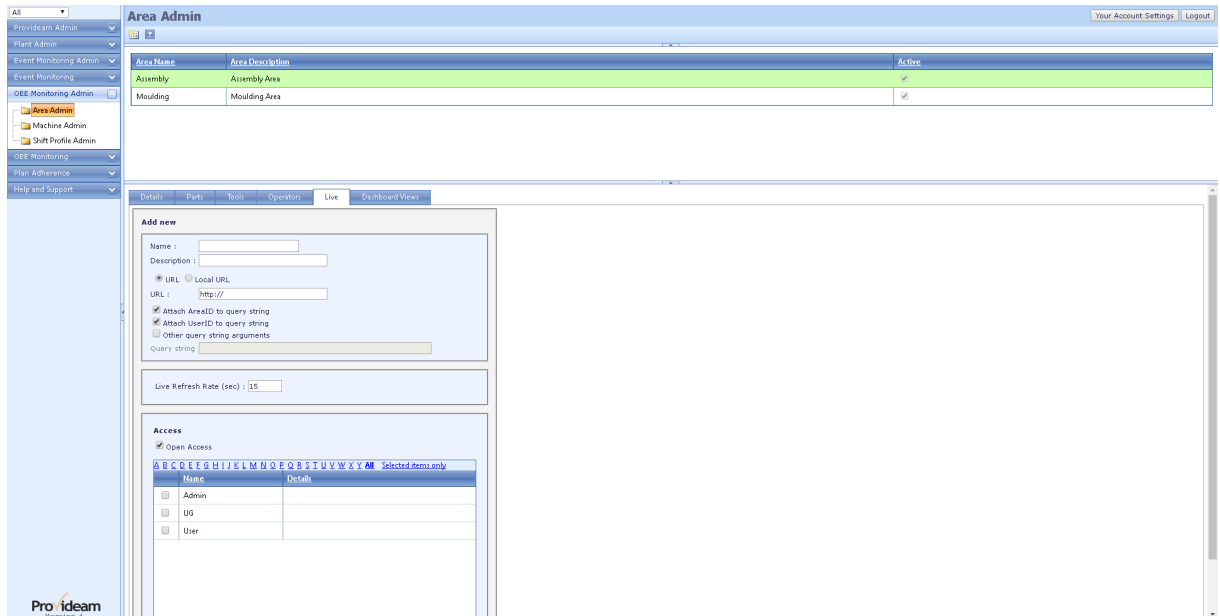 All
Area Admin
Your Account Settings Logout
Providéam Admin
Plant Admin
Event Monitoring Admin
Event Monitoring
OEE Monitoring Admin
Area Admin
Machine Admin
Shift Profile Admin
OEE Monitoring
Plan Adherence
Help and Support
Area Name Area Description Active
Assembly Assembly Area
Moulding Moulding Area
Details Parts Tools Operators Live Dashboard Views
Add new
Name :
Description :
URL Local URL
URL : http://
Attach AreaID to query string
Attach UserID to query string
Other query string arguments
Query string
Live Refresh Rate (sec) : 15
Access
Open Access
A B C D E F G H I J K L M N O P Q R S T U V W X Y All Selected items only
Name Details
Admin
UG
User
Provideam